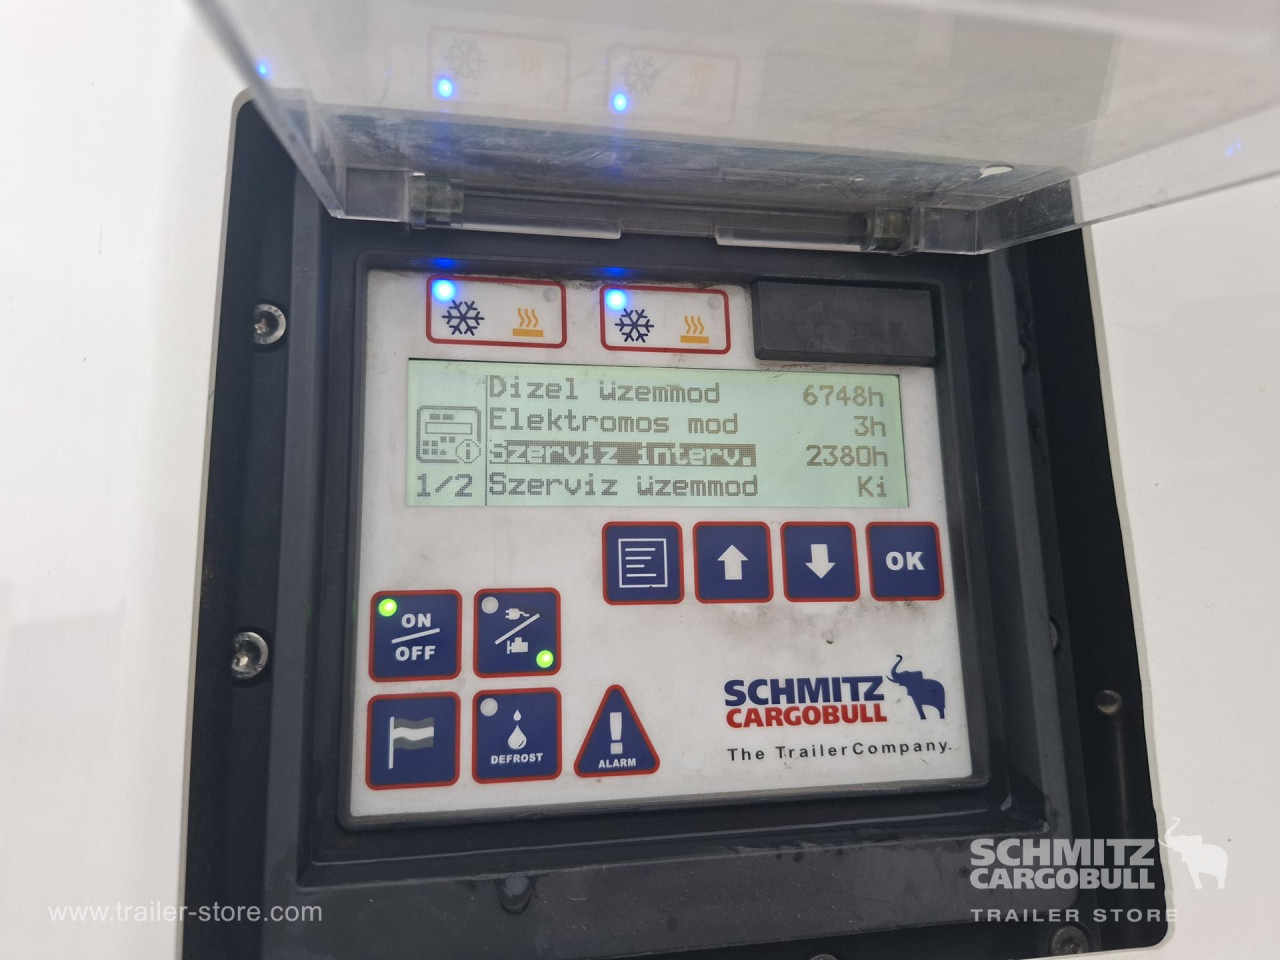 Dizel üzemmod 6748h
Elektromos mod 3h
Szerviz interv. 2380h
1/2 Szerviz üzemmod Ki
OK
ON
OFF
DEFROST
ALARM
SCHMITZ
CARGOBULL
The TrailerCompany.
SCHMITZ
CARGOBULL
TRAILER STORE
www.trailer-store.com